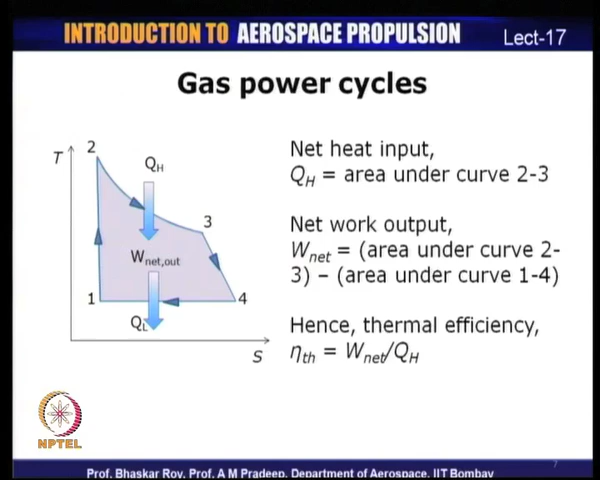 INTRODUCTION TO AEROSPACE PROPULSION Lect-17
Gas power cycles
T
2
Q_H
3
W_net,out
1
4
Q_L
S
Net heat input,
Q_H = area under curve 2-3
Net work output,
W_net = (area under curve 2-
3) – (area under curve 1-4)
Hence, thermal efficiency,
η_th = W_net/Q_H
NPTEL
7
Prof. Bhaskar Roy, Prof. A M Pradeep, Department of Aerospace, IIT Bombay